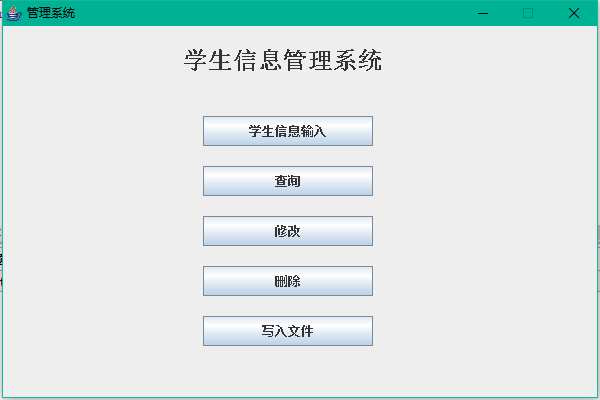 管理系统
学生信息管理系统
学生信息输入
查询
修改
删除
写入文件